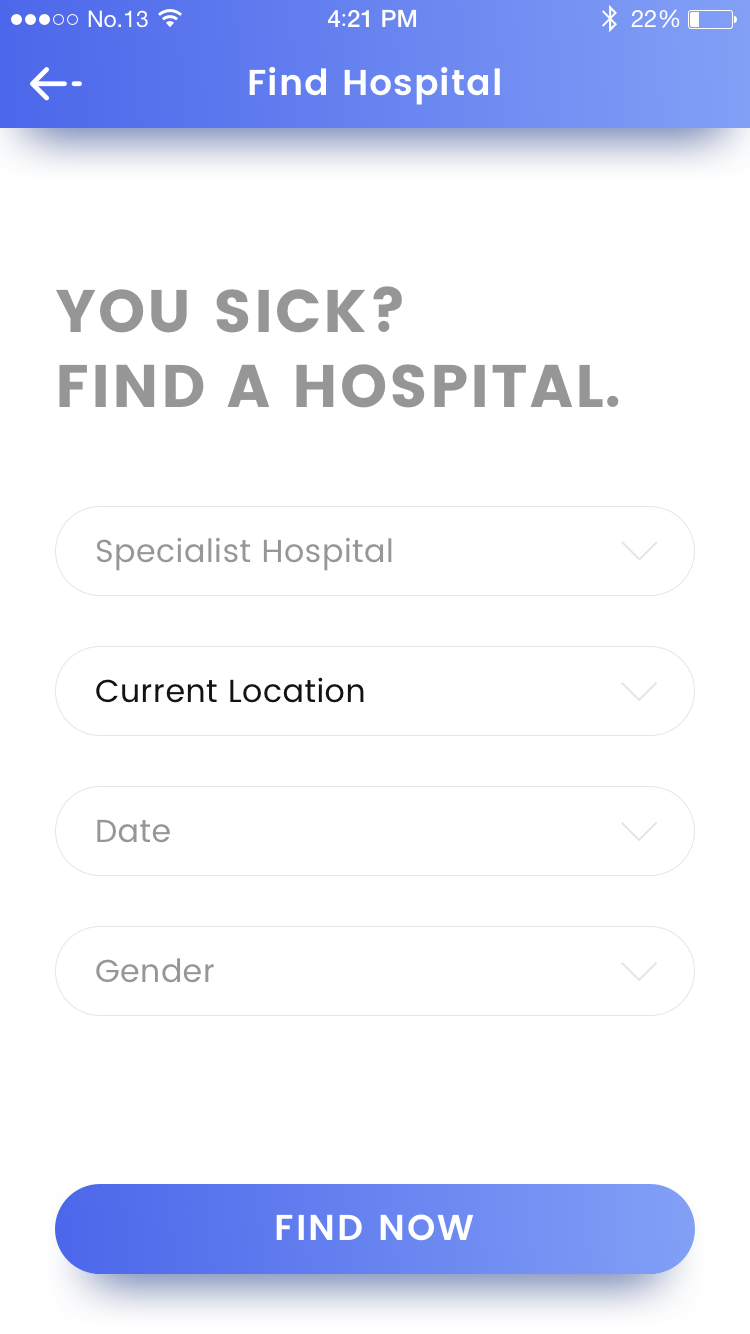 No.13 4:21 PM 22%
Find Hospital
YOU SICK?
FIND A HOSPITAL.
Specialist Hospital
Current Location
Date
Gender
FIND NOW